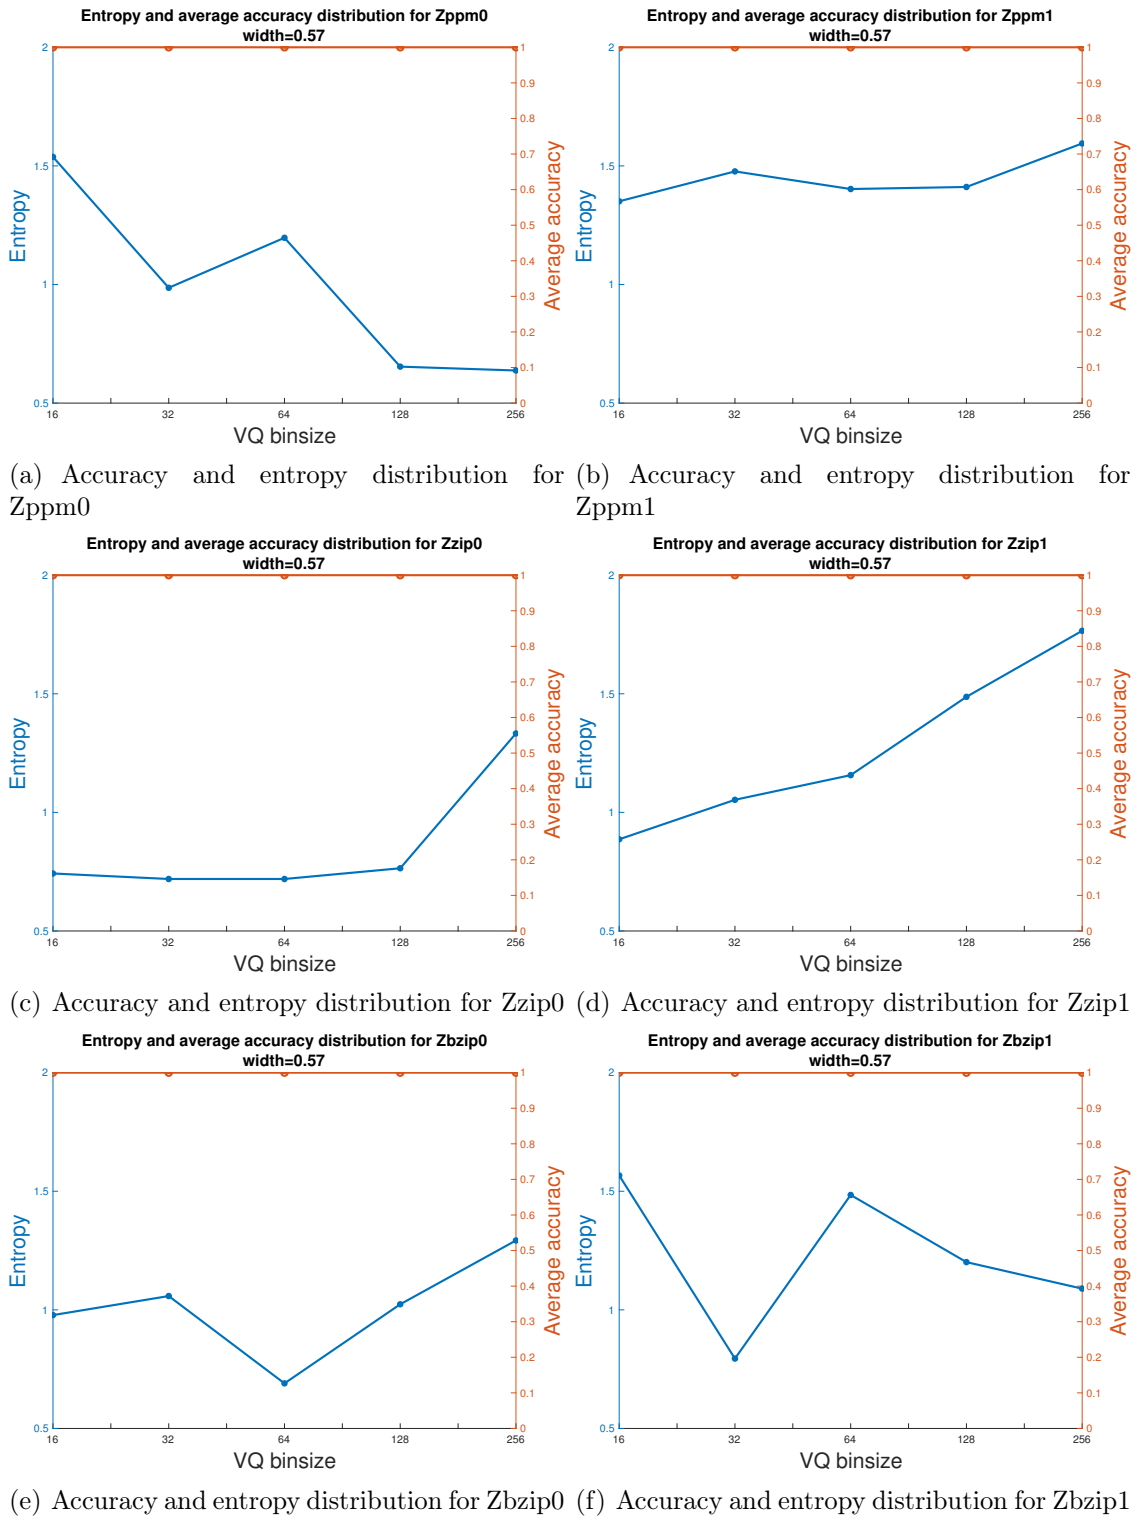 Entropy and average accuracy distribution for Zppm0
width=0.57
2
1.5
1
0.5
Entropy
1
0.9
0.8
0.7
0.6
0.5
0.4
0.3
0.2
0.1
0
Average accuracy
16 32 64 128 256
VQ binsize
(a) Accuracy and entropy distribution for
Zppm0
Entropy and average accuracy distribution for Zppm1
width=0.57
2
1.5
1
0.5
Entropy
1
0.9
0.8
0.7
0.6
0.5
0.4
0.3
0.2
0.1
0
Average accuracy
16 32 64 128 256
VQ binsize
(b) Accuracy and entropy distribution for
Zppm1
Entropy and average accuracy distribution for Zzip0
width=0.57
2
1.5
1
0.5
Entropy
1
0.9
0.8
0.7
0.6
0.5
0.4
0.3
0.2
0.1
0
Average accuracy
16 32 64 128 256
VQ binsize
(c) Accuracy and entropy distribution for Zzip0
Entropy and average accuracy distribution for Zzip1
width=0.57
2
1.5
1
0.5
Entropy
1
0.9
0.8
0.7
0.6
0.5
0.4
0.3
0.2
0.1
0
Average accuracy
16 32 64 128 256
VQ binsize
(d) Accuracy and entropy distribution for Zzip1
Entropy and average accuracy distribution for Zbzip0
width=0.57
2
1.5
1
0.5
Entropy
1
0.9
0.8
0.7
0.6
0.5
0.4
0.3
0.2
0.1
0
Average accuracy
16 32 64 128 256
VQ binsize
(e) Accuracy and entropy distribution for Zbzip0
Entropy and average accuracy distribution for Zbzip1
width=0.57
2
1.5
1
0.5
Entropy
1
0.9
0.8
0.7
0.6
0.5
0.4
0.3
0.2
0.1
0
Average accuracy
16 32 64 128 256
VQ binsize
(f) Accuracy and entropy distribution for Zbzip1